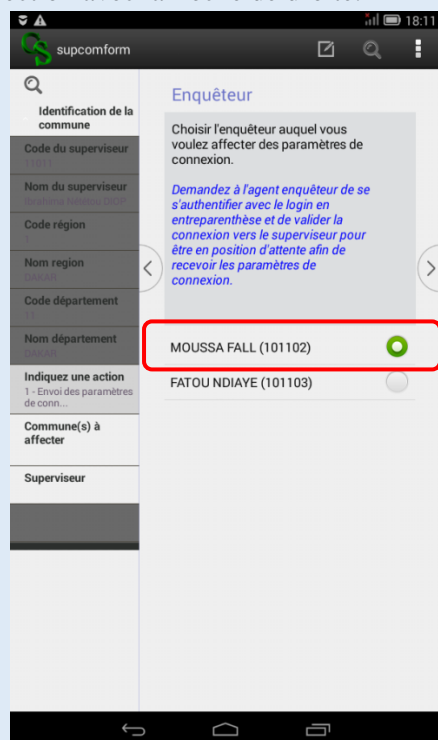 18:11
supcomform
Identification de la
commune
Code du superviseur
11011
Nom du superviseur
Code région
1
Nom region
DAKAR
Code département
11
Nom département
DAKAR
Indiquez une action
1 - Envoi des paramètres
de conn...
Commune(s) à
affecter
Superviseur
Enquêteur
Choisir l'enquêteur auquel vous
voulez affecter des paramètres de
connexion.
Demandez à l'agent enquêteur de se
s'authentifier avec le login en
entreparenthèse et de valider la
connexion vers le superviseur pour
être en position d'attente afin de
recevoir les paramètres de
connexion.
MOUSSA FALL (101102)
FATOU NDIAYE (101103)